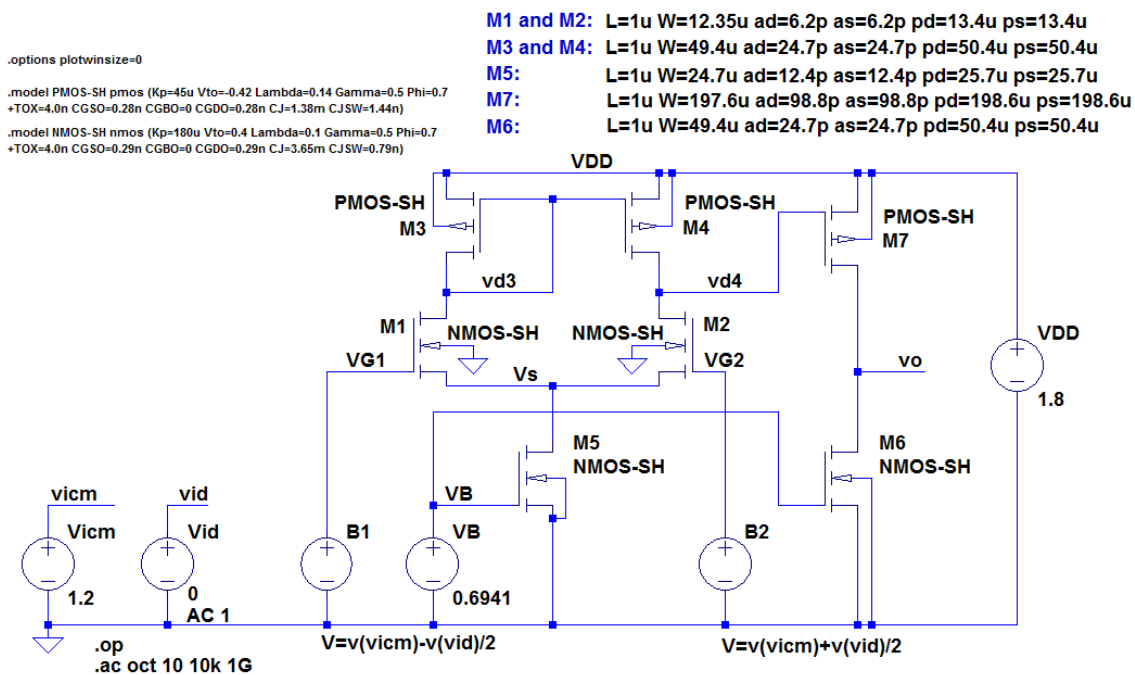 M1 and M2: L=1u W=12.35u ad=6.2p as=6.2p pd=13.4u ps=13.4u
M3 and M4: L=1u W=49.4u ad=24.7p as=24.7p pd=50.4u ps=50.4u
M5: L=1u W=24.7u ad=12.4p as=12.4p pd=25.7u ps=25.7u
M7: L=1u W=197.6u ad=98.8p as=98.8p pd=198.6u ps=198.6u
M6: L=1u W=49.4u ad=24.7p as=24.7p pd=50.4u ps=50.4u
.options plotwinsize=0
.model PMOS-SH pmos (Kp=45u Vto=-0.42 Lambda=0.14 Gamma=0.5 Phi=0.7
+TOX=4.0n CGSO=0.28n CGBO=0 CGDO=0.28n CJ=1.38m CJSW=1.44n)
.model NMOS-SH nmos (Kp=180u Vto=0.4 Lambda=0.1 Gamma=0.5 Phi=0.7
+TOX=4.0n CGSO=0.29n CGBO=0 CGDO=0.29n CJ=3.65m CJSW=0.79n)
VDD
PMOS-SH
M3
PMOS-SH
M4
PMOS-SH
M7
vd3
vd4
M1
NMOS-SH
NMOS-SH
M2
VG1
VG2
Vs
VDD
1.8
vo
M5
NMOS-SH
M6
NMOS-SH
vicm
vid
VB
Vicm
Vid
B1
VB
B2
1.2
0
AC 1
0.6941
V=v(vicm)-v(vid)/2
V=v(vicm)+v(vid)/2
.op
.ac oct 10 10k 1G